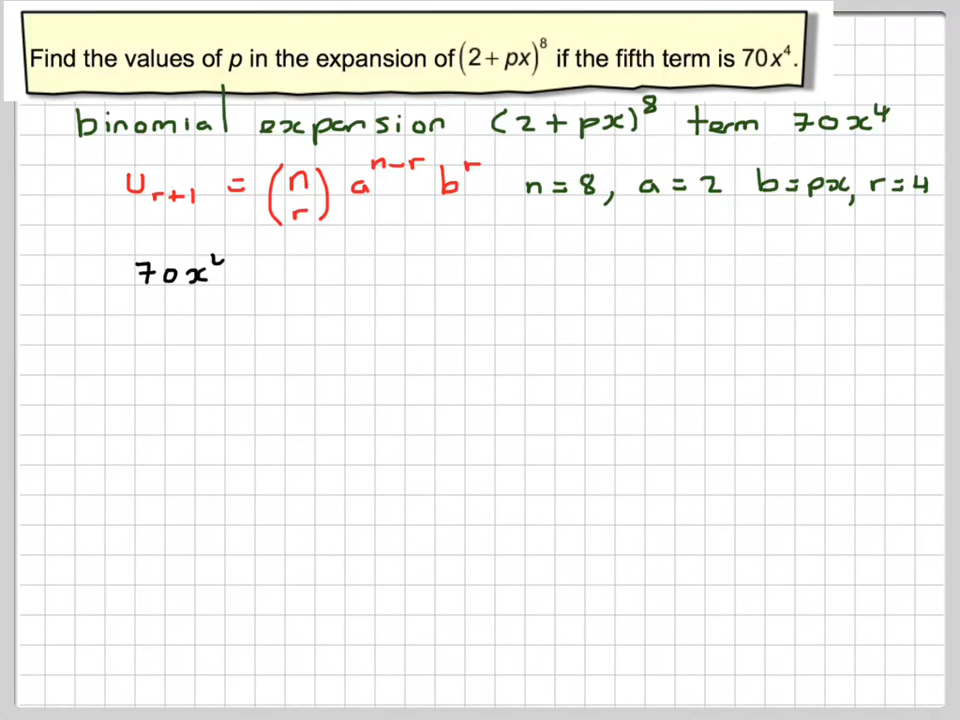 Find the values of p in the expansion of (2 + px)^8 if the fifth term is 70x^4.
binomial expansion (2 + px)^8 term 70x^4
U_{r+1} = (n r) a^{n-r} b^r n = 8, a = 2 b = px, r = 4
70x